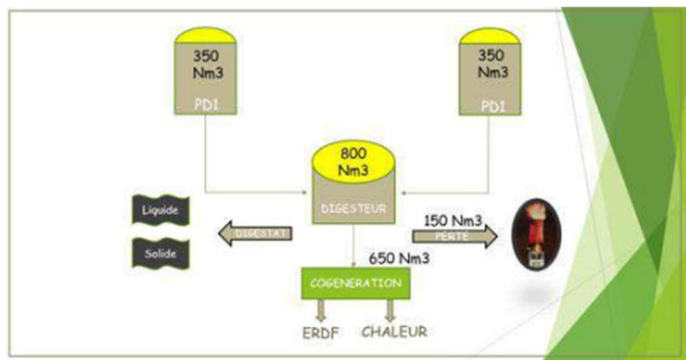 350
Nm3
PD1
350
Nm3
PD1
800
Nm3
DIGESTEUR
Liquide
Solide
DIGESTAT
150 Nm3
PERTE
650 Nm3
COGENERATION
ERDF
CHALEUR